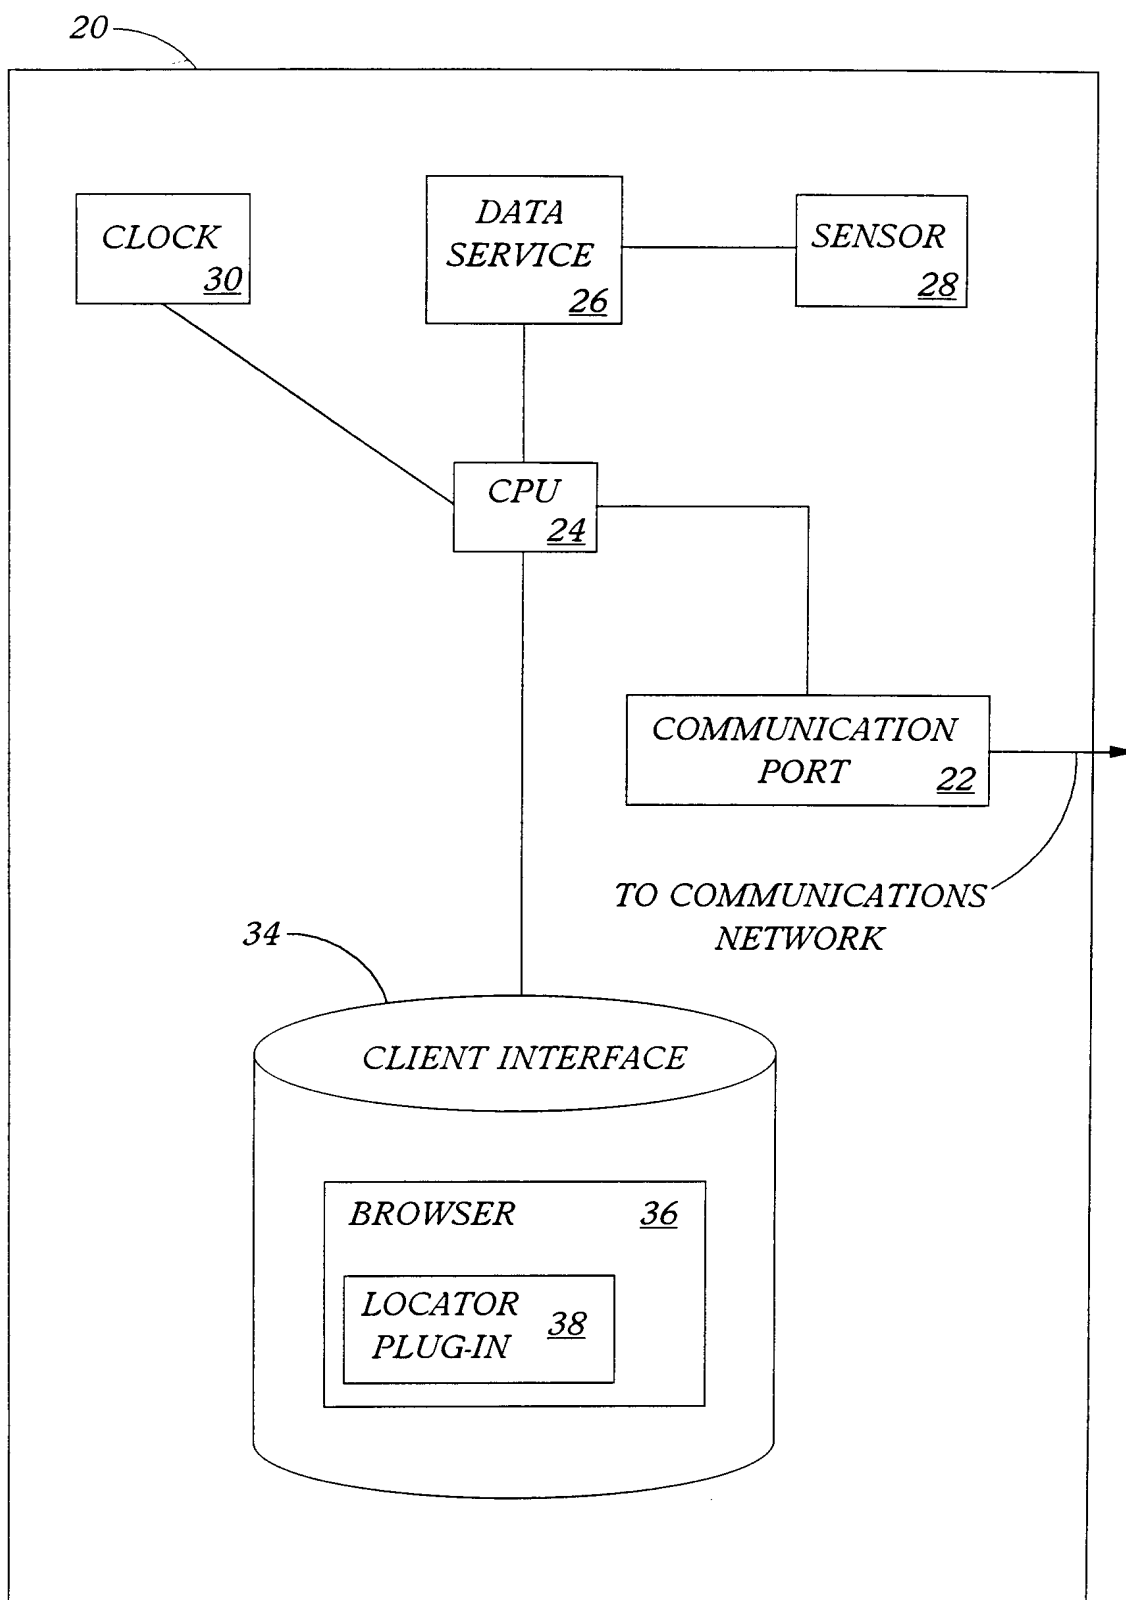 20
CLOCK
30
DATA
SERVICE
26
SENSOR
28
CPU
24
COMMUNICATION
PORT
22
TO COMMUNICATIONS
NETWORK
34
CLIENT INTERFACE
BROWSER 36
LOCATOR
PLUG-IN
38